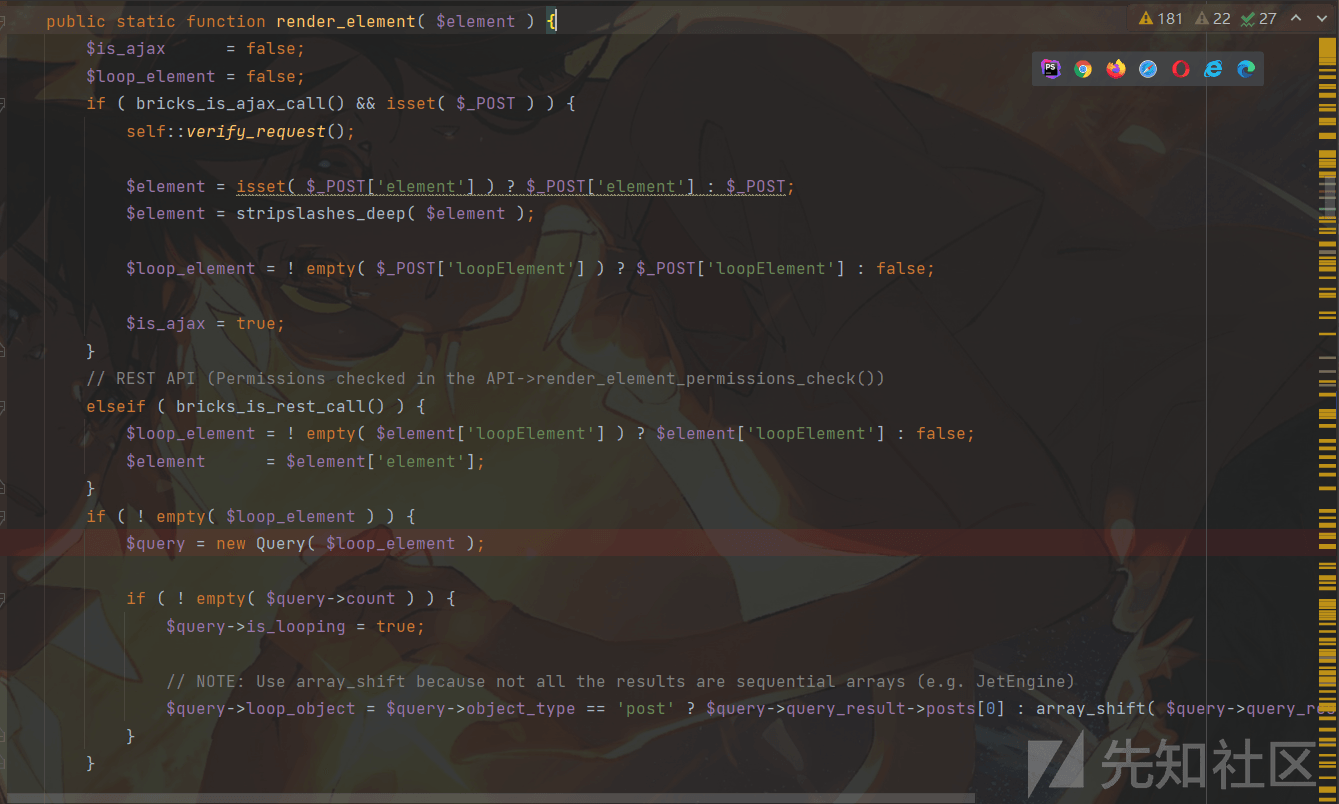 public static function render_element( $element ) {
181 22 27
$is_ajax = false;
$loop_element = false;
PS
if ( bricks_is_ajax_call() && isset( $_POST ) ) {
self::verify_request();
$element = isset( $_POST['element'] ) ? $_POST['element'] : $_POST;
$element = stripslashes_deep( $element );
$loop_element = ! empty( $_POST['loopElement'] ) ? $_POST['loopElement'] : false;
$is_ajax = true;
}
// REST API (Permissions checked in the API->render_element_permissions_check())
elseif ( bricks_is_rest_call() ) {
$loop_element = ! empty( $element['loopElement'] ) ? $element['loopElement'] : false;
$element = $element['element'];
}
if ( ! empty( $loop_element ) ) {
$query = new Query( $loop_element );
if ( ! empty( $query->count ) ) {
$query->is_looping = true;
// NOTE: Use array_shift because not all the results are sequential arrays (e.g. JetEngine)
$query->loop_object = $query->object_type == 'post' ? $query->query_result->posts[0] : array_shift( $query->query_res
}
}
先知社区